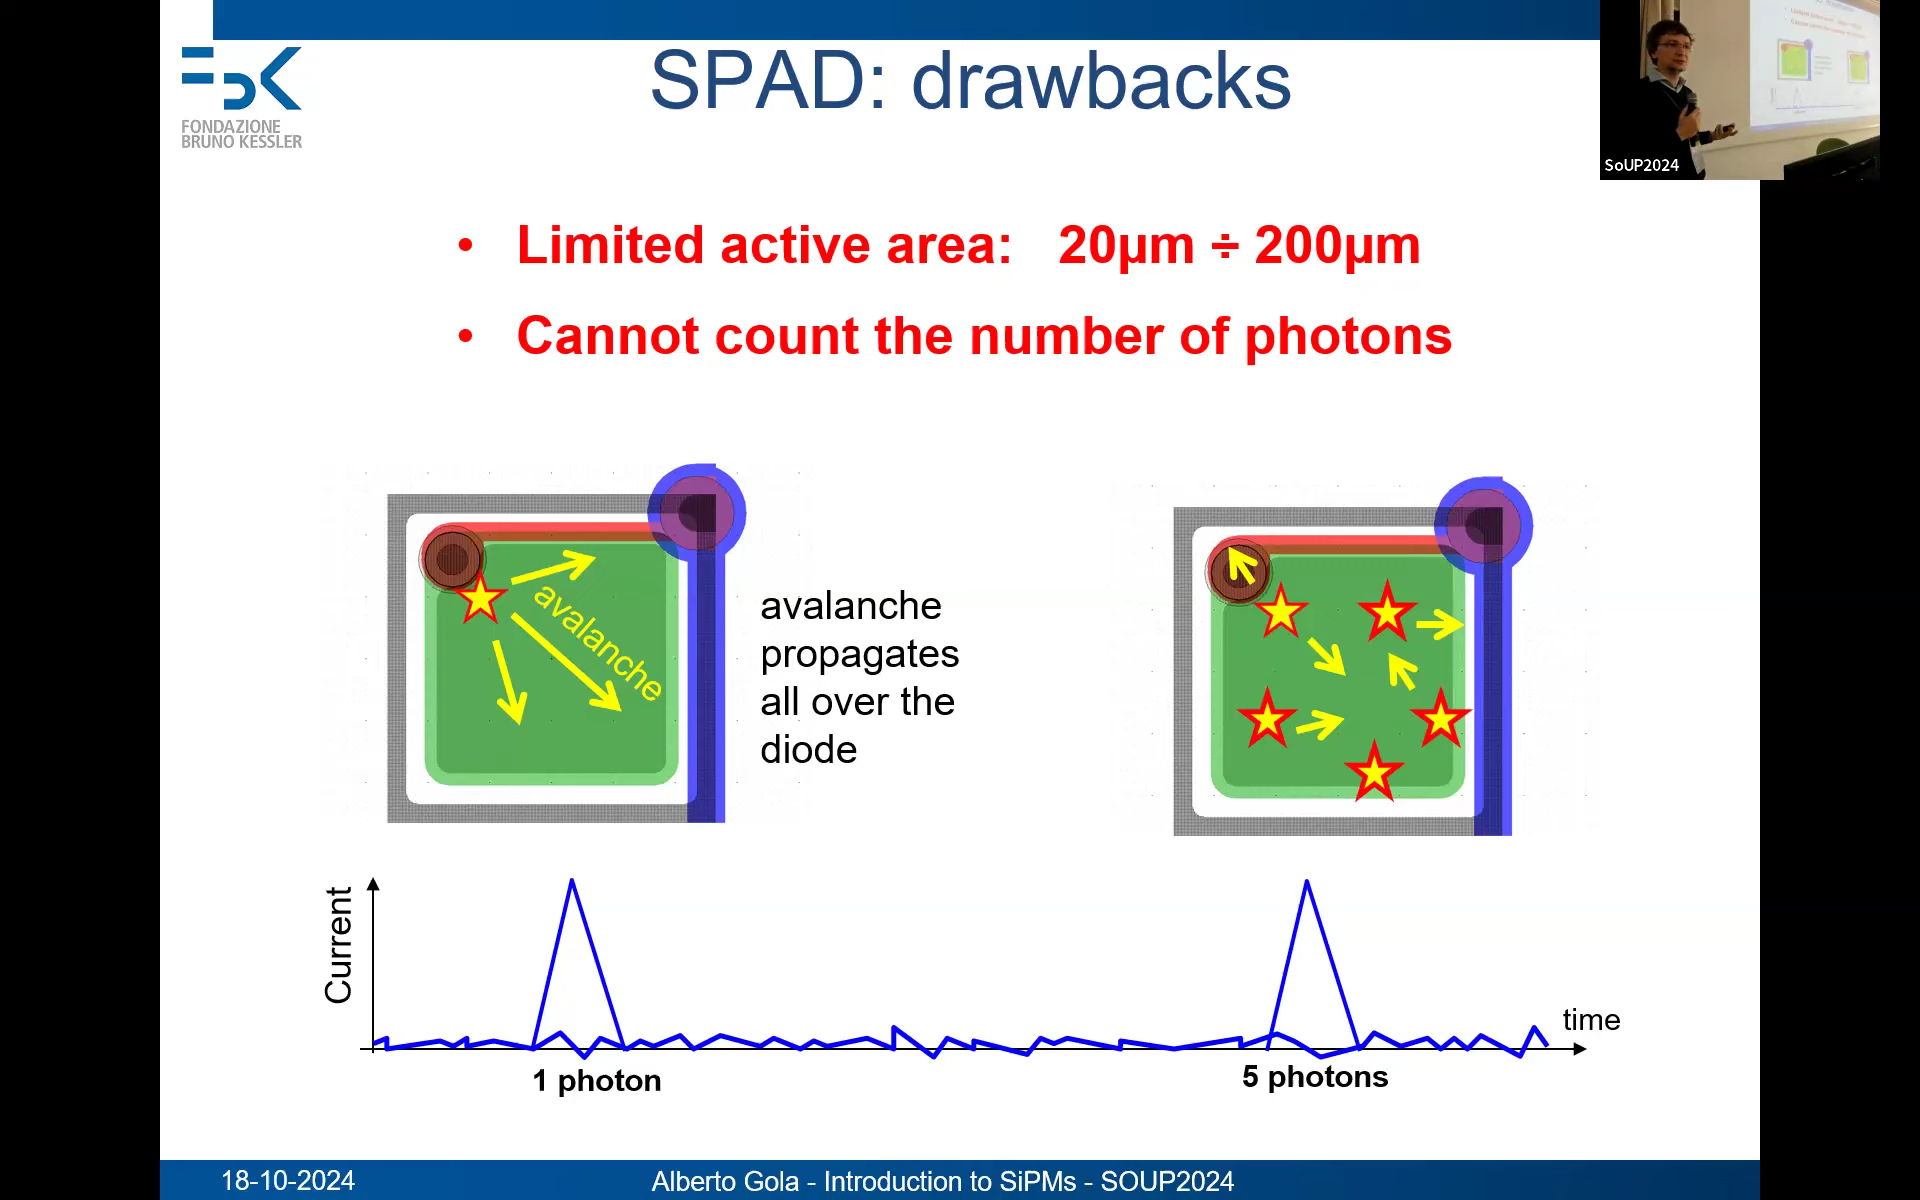 SPAD: drawbacks
FONDAZIONE
BRUNO KESSLER
SoUP2024
• Limited active area: 20µm ÷ 200µm
• Cannot count the number of photons
avalanche
avalanche
propagates
all over the
diode
Current
time
1 photon
5 photons
18-10-2024
Alberto Gola - Introduction to SiPMs - SOUP2024